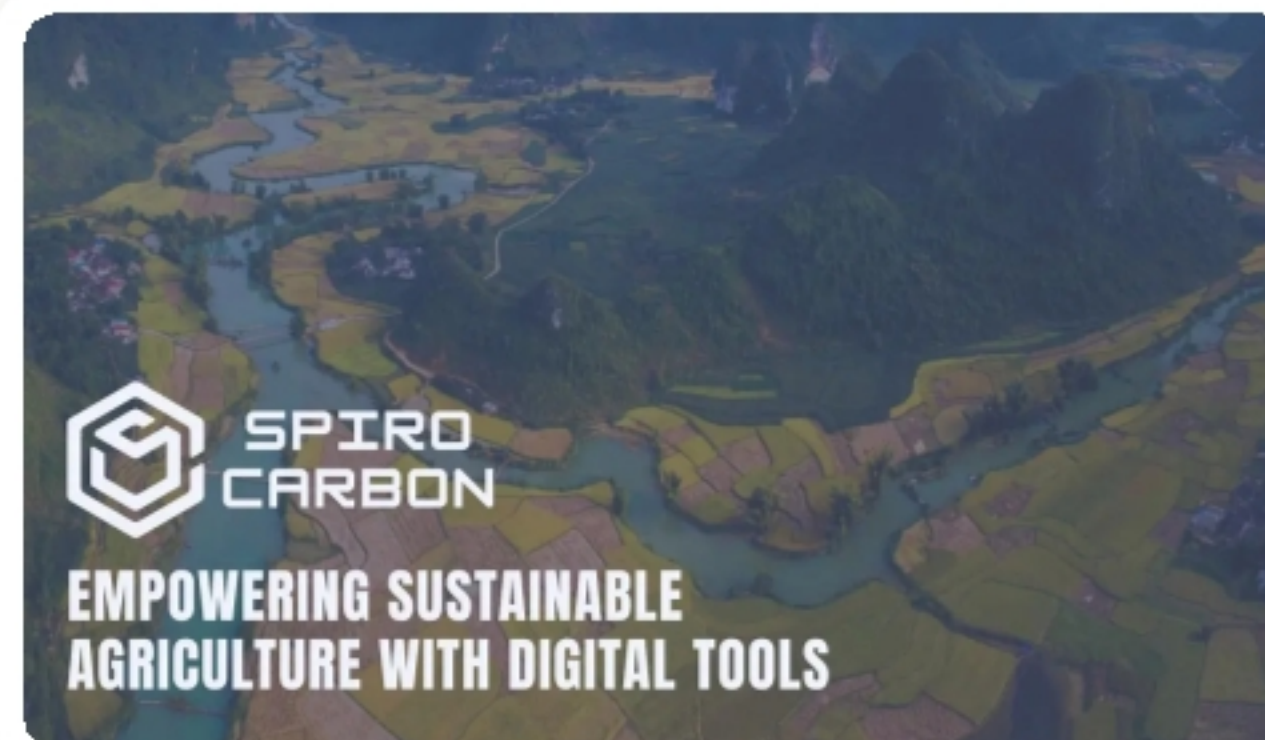 SPIRO
CARBON
EMPOWERING SUSTAINABLE
AGRICULTURE WITH DIGITAL TOOLS